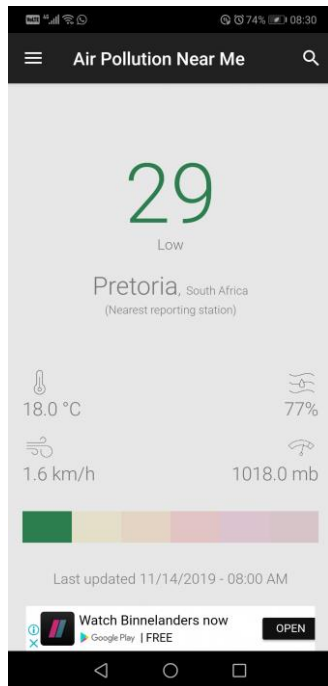 74% 08:30
Air Pollution Near Me
29
Low
Pretoria, South Africa
(Nearest reporting station)
18.0 °C
77%
1.6 km/h
1018.0 mb
Last updated 11/14/2019 - 08:00 AM
Watch Binnelanders now
Google Play | FREE
OPEN